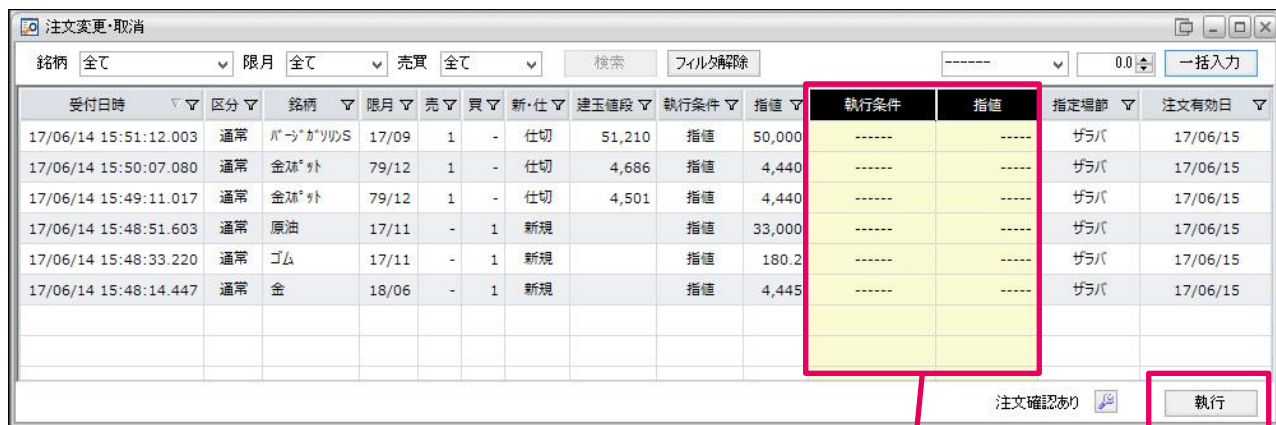 注文変更・取消
銘柄 全て 限月 全て 売買 全て 検索 フィルタ解除 ------ 0.0 一括入力
受付日時 区分 銘柄 限月 売 買 新・仕 建玉値段 執行条件 指値 執行条件 指値 指定場節 注文有効日
17/06/14 15:51:12.003 通常 ﾊﾞｰｼﾞｶﾞｿﾘﾝS 17/09 1 - 仕切 51,210 指値 50,000 ------ ----- ザラバ 17/06/15
17/06/14 15:50:07.080 通常 金ｽﾎﾟｯﾄ 79/12 1 - 仕切 4,686 指値 4,440 ------ ----- ザラバ 17/06/15
17/06/14 15:49:11.017 通常 金ｽﾎﾟｯﾄ 79/12 1 - 仕切 4,501 指値 4,440 ------ ----- ザラバ 17/06/15
17/06/14 15:48:51.603 通常 原油 17/11 - 1 新規 指値 33,000 ------ ----- ザラバ 17/06/15
17/06/14 15:48:33.220 通常 ゴム 17/11 - 1 新規 指値 180.2 ------ ----- ザラバ 17/06/15
17/06/14 15:48:14.447 通常 金 18/06 - 1 新規 指値 4,445 ------ ----- ザラバ 17/06/15
注文確認あり 執行